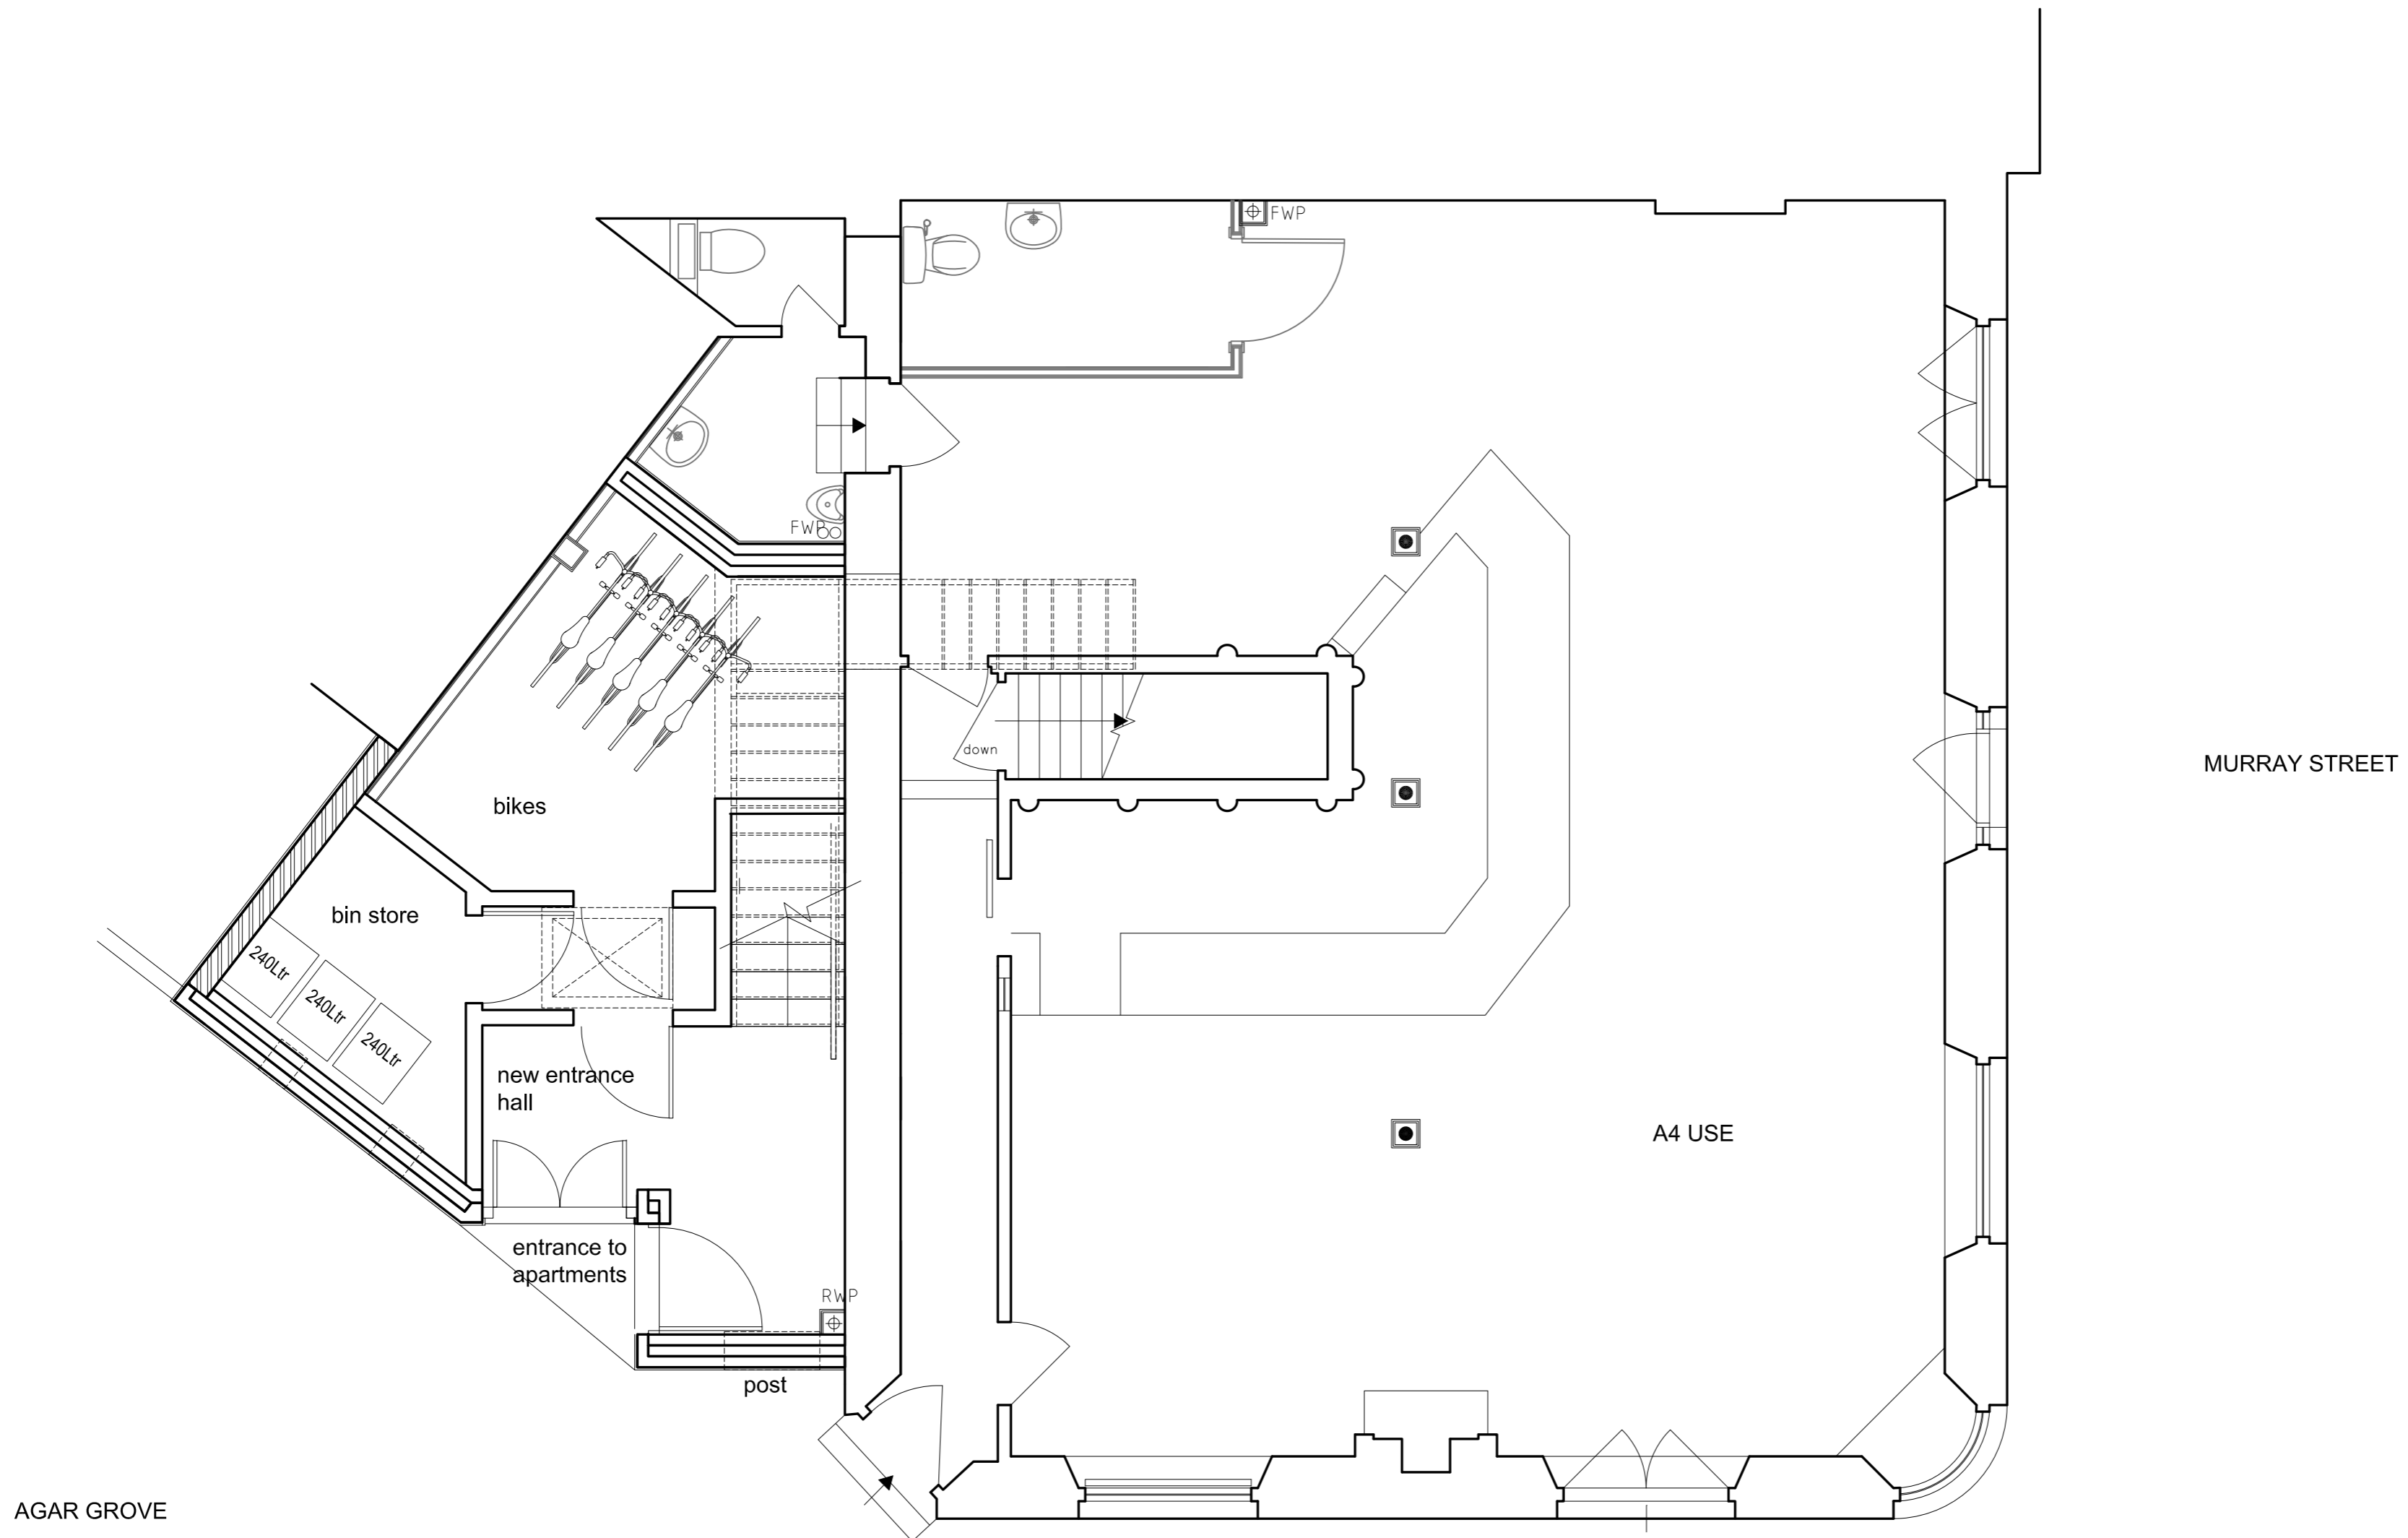 FWP
FWP
down
MURRAY STREET
bikes
bin store
240Ltr
240Ltr
240Ltr
new entrance
hall
A4 USE
entrance to
apartments
RWP
post
AGAR GROVE